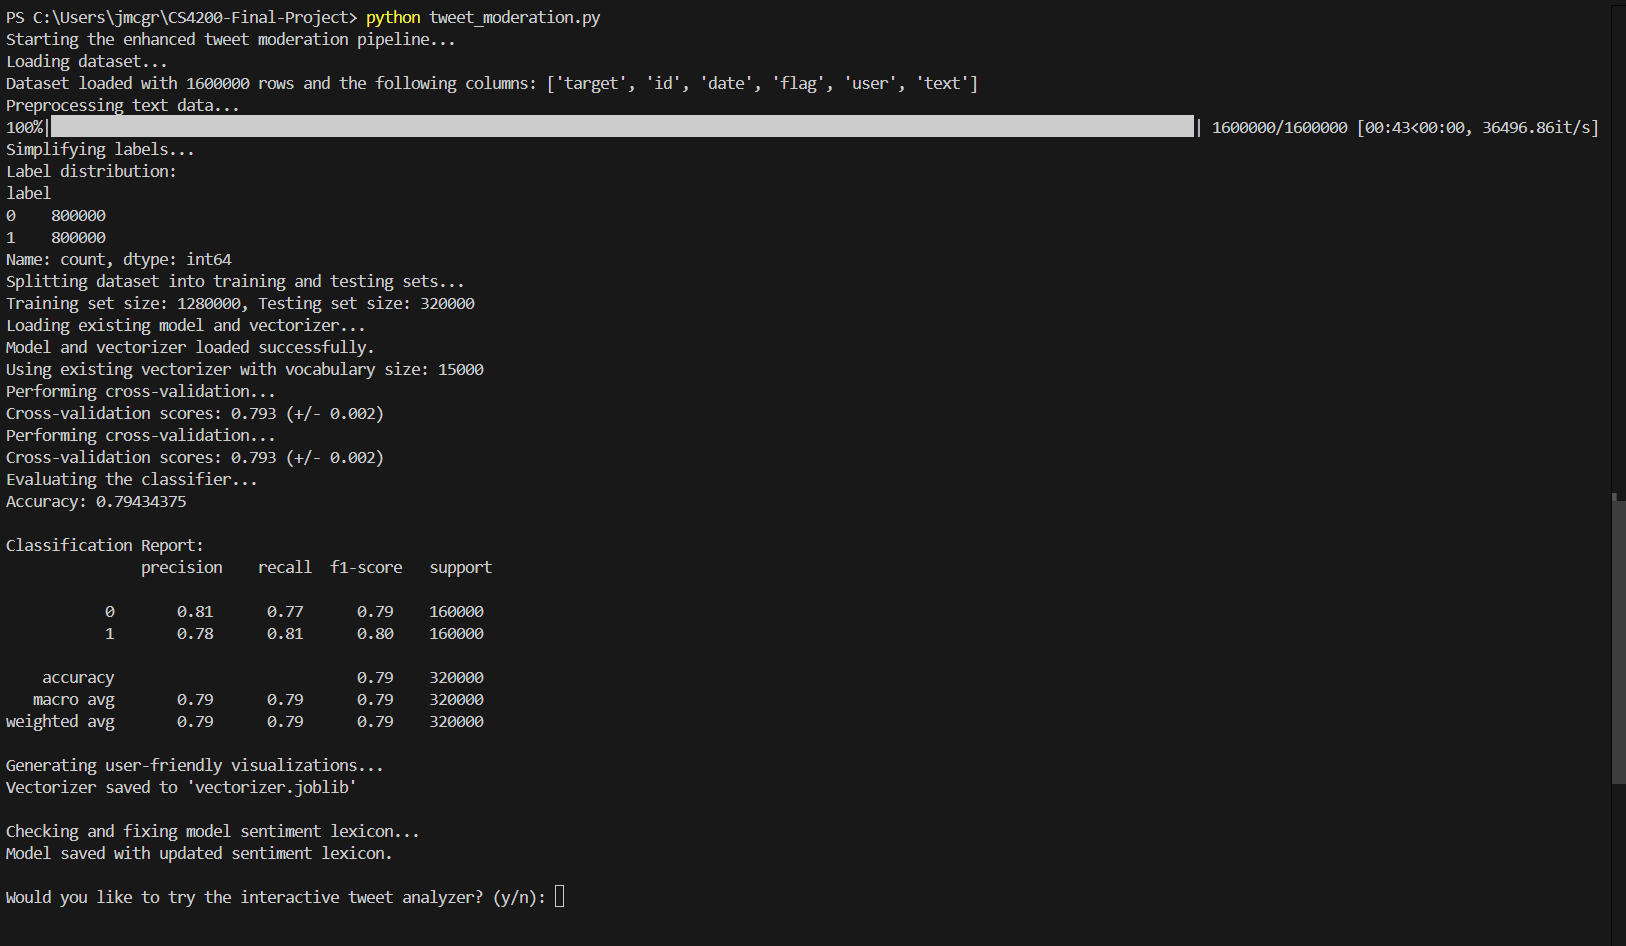 PS C:\Users\jmcgr\CS4200-Final-Project> python tweet_moderation.py
Starting the enhanced tweet moderation pipeline...
Loading dataset...
Dataset loaded with 1600000 rows and the following columns: ['target', 'id', 'date', 'flag', 'user', 'text']
Preprocessing text data...
100%| | 1600000/1600000 [00:43<00:00, 36496.86it/s]
Simplifying labels...
Label distribution:
label
0    800000
1    800000
Name: count, dtype: int64
Splitting dataset into training and testing sets...
Training set size: 1280000, Testing set size: 320000
Loading existing model and vectorizer...
Model and vectorizer loaded successfully.
Using existing vectorizer with vocabulary size: 15000
Performing cross-validation...
Cross-validation scores: 0.793 (+/- 0.002)
Performing cross-validation...
Cross-validation scores: 0.793 (+/- 0.002)
Evaluating the classifier...
Accuracy: 0.79434375

Classification Report:
               precision    recall  f1-score   support

           0       0.81      0.77      0.79    160000
           1       0.78      0.81      0.80    160000

    accuracy                           0.79    320000
   macro avg       0.79      0.79      0.79    320000
weighted avg       0.79      0.79      0.79    320000

Generating user-friendly visualizations...
Vectorizer saved to 'vectorizer.joblib'

Checking and fixing model sentiment lexicon...
Model saved with updated sentiment lexicon.

Would you like to try the interactive tweet analyzer? (y/n):